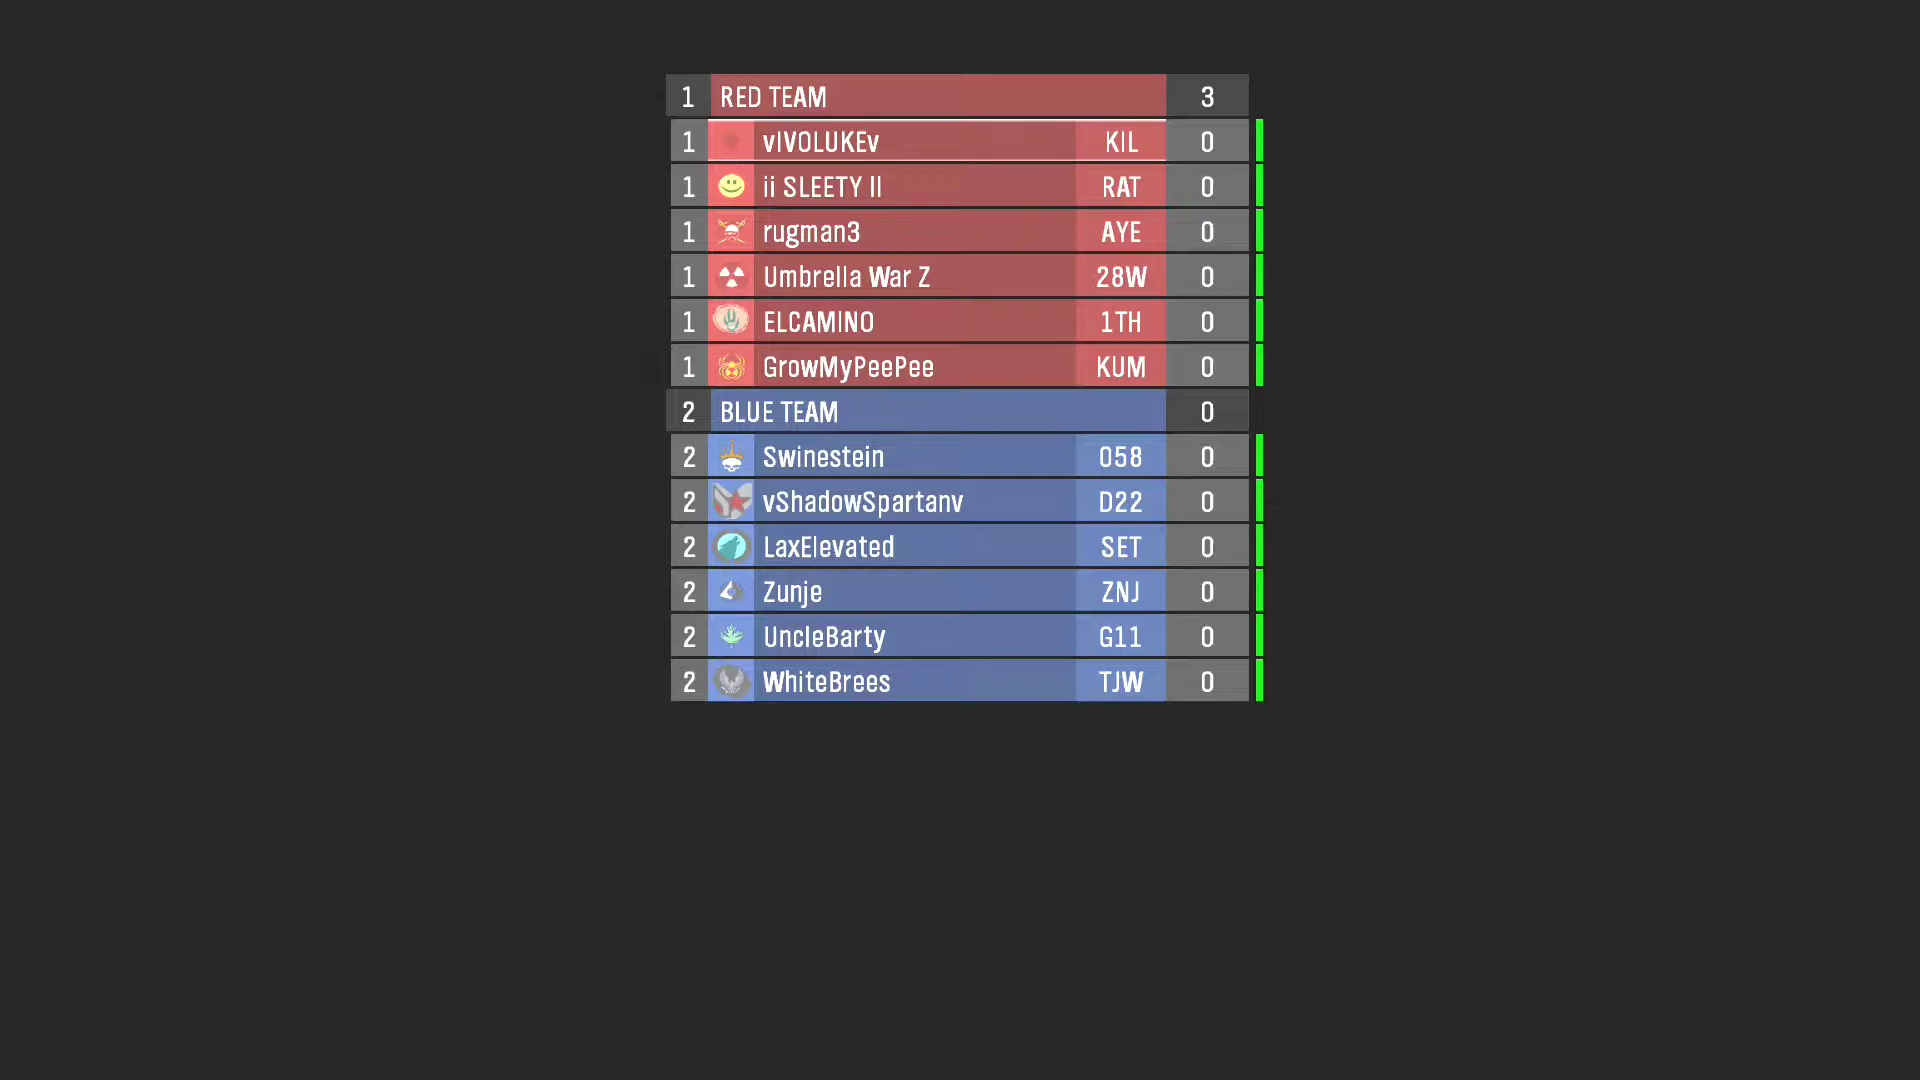 1 RED TEAM 3
1 vIVOLUKEv KIL 0
1 ii SLEETY II RAT 0
1 rugman3 AYE 0
1 Umbrella War Z 28W 0
1 ELCAMINO 1TH 0
1 GrowMyPeePee KUM 0
2 BLUE TEAM 0
2 Swinestein 058 0
2 vShadowSpartanv D22 0
2 LaxElevated SET 0
2 Zunje ZNJ 0
2 UncleBarty G11 0
2 WhiteBrees TJW 0